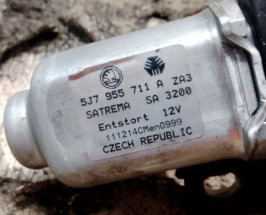 5J7 955 711 A ZA3
SATREMA SA 3200
Entstort 12V
111214CMen0999
CZECH REPUBLIC